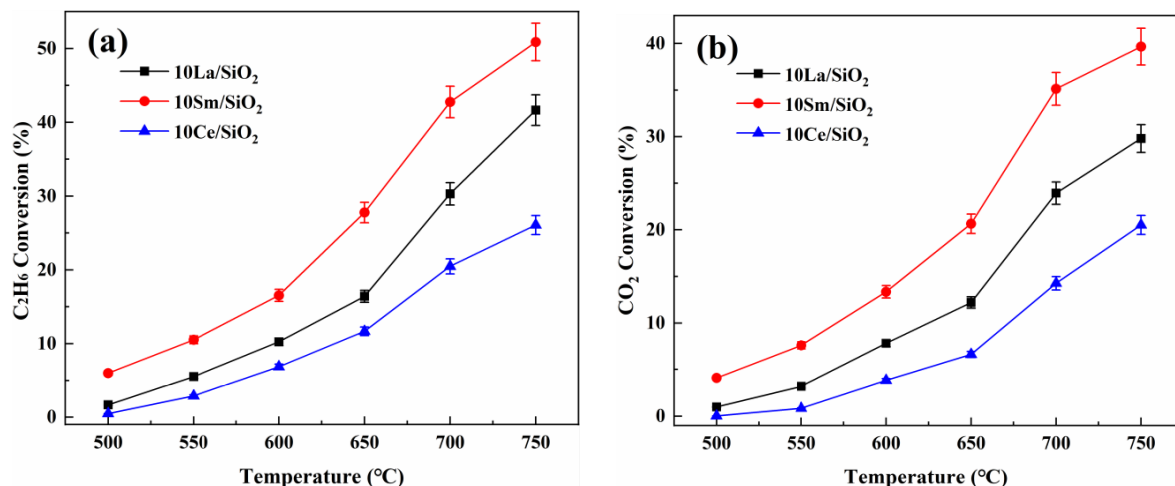 (a)
10La/SiO₂
10Sm/SiO₂
10Ce/SiO₂
C₂H₆ Conversion (%)
50
40
30
20
10
0
500 550 600 650 700 750
Temperature (°C)
(b)
10La/SiO₂
10Sm/SiO₂
10Ce/SiO₂
CO₂ Conversion (%)
40
30
20
10
0
500 550 600 650 700 750
Temperature (°C)